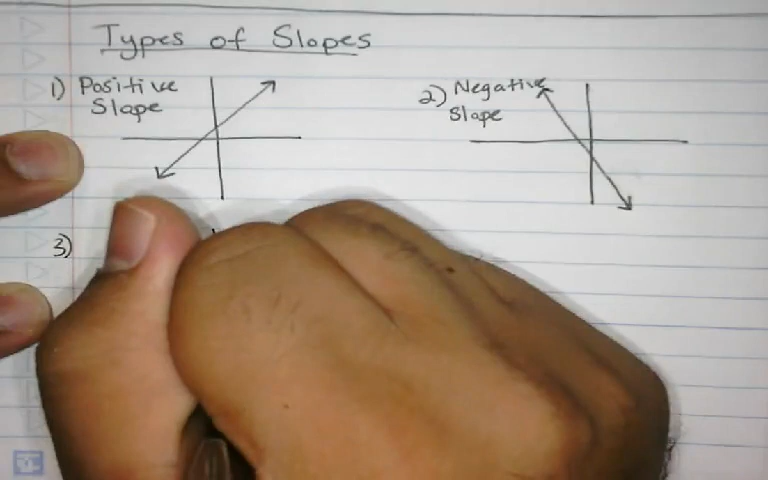 Types of Slopes
1) Positive
Slope
2) Negative
Slope
3)